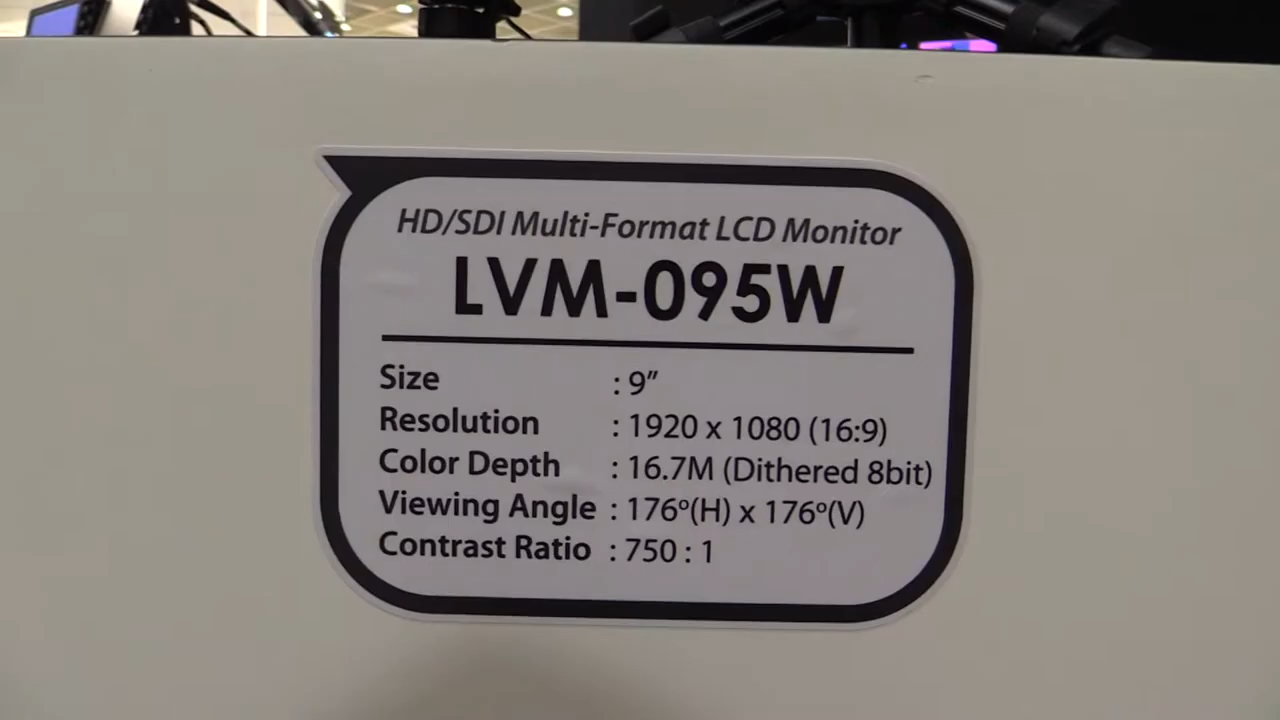 HD/SDI Multi-Format LCD Monitor
LVM-095W
Size : 9”
Resolution : 1920 x 1080 (16:9)
Color Depth : 16.7M (Dithered 8bit)
Viewing Angle : 176º(H) x 176º(V)
Contrast Ratio : 750 : 1